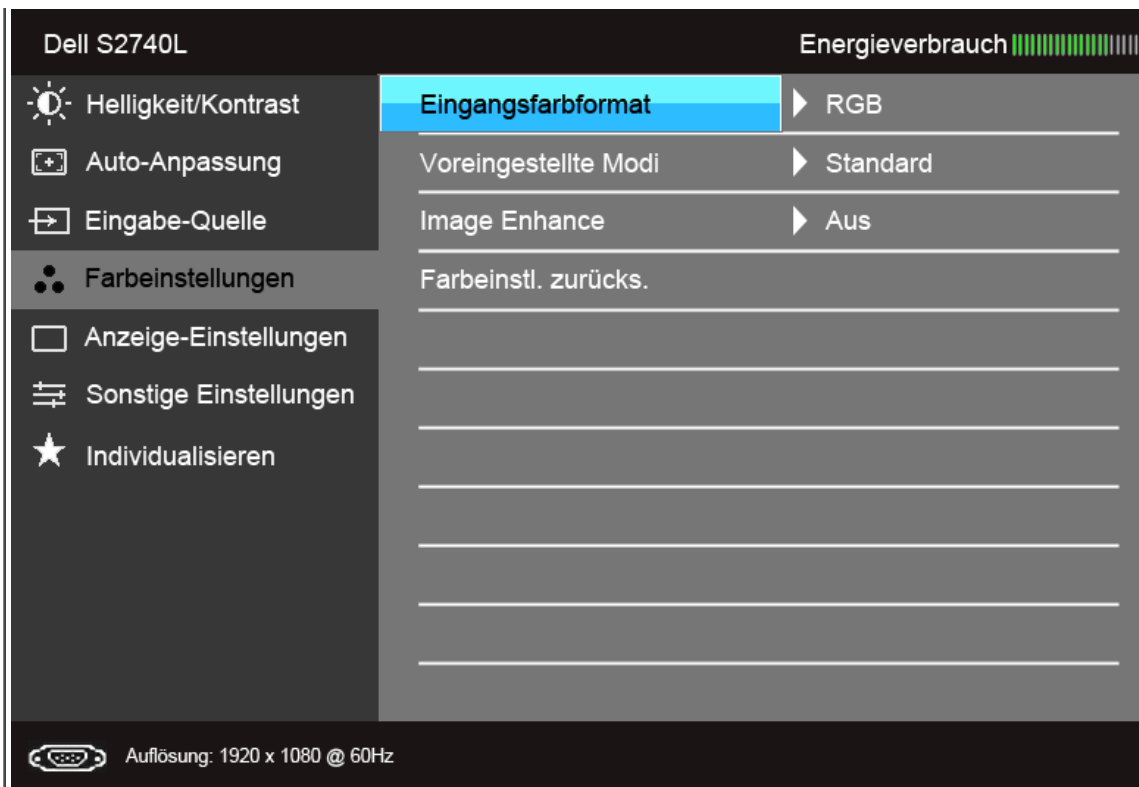 Dell S2740L Energieverbrauch
Helligkeit/Kontrast Eingangsfarbformat RGB
Auto-Anpassung Voreingestellte Modi Standard
Eingabe-Quelle Image Enhance Aus
Farbeinstellungen Farbeinstl. zurücks.
Anzeige-Einstellungen
Sonstige Einstellungen
Individualisieren
Auflösung: 1920 x 1080 @ 60Hz